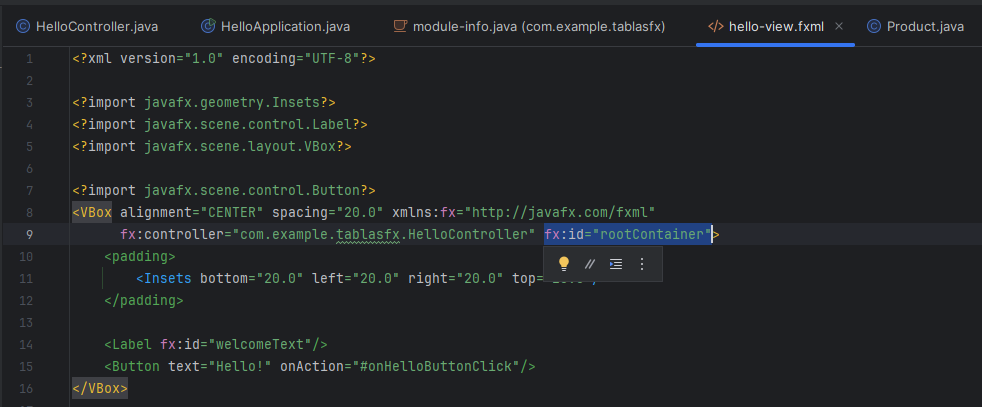 HelloController.java HelloApplication.java module-info.java (com.example.tablasfx) hello-view.fxml Product.java
1 <?xml version="1.0" encoding="UTF-8"?>
2
3 <?import javafx.geometry.Insets?>
4 <?import javafx.scene.control.Label?>
5 <?import javafx.scene.layout.VBox?>
6
7 <?import javafx.scene.control.Button?>
8 <VBox alignment="CENTER" spacing="20.0" xmlns:fx="http://javafx.com/fxml"
9 fx:controller="com.example.tablasfx.HelloController" fx:id="rootContainer">
10 <padding>
11 <Insets bottom="20.0" left="20.0" right="20.0" top=
12 </padding>
13
14 <Label fx:id="welcomeText"/>
15 <Button text="Hello!" onAction="#onHelloButtonClick"/>
16 </VBox>